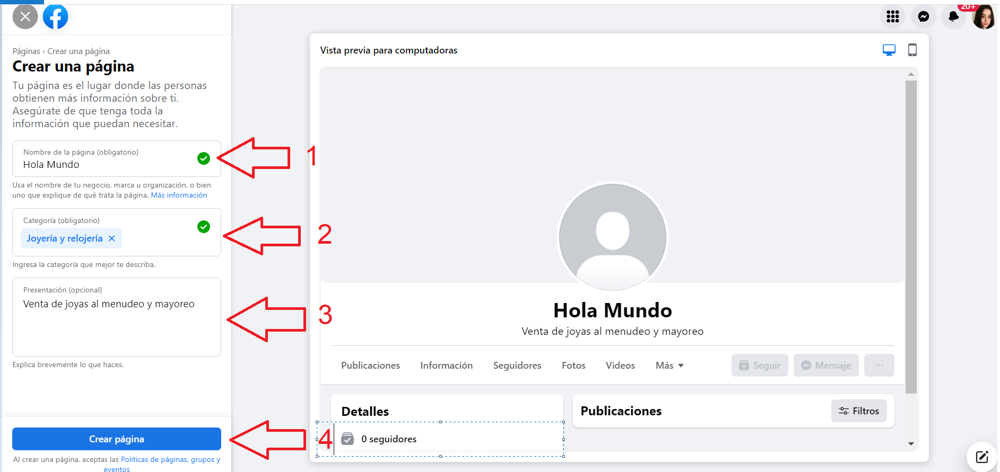 20+
Páginas › Crear una página
Crear una página
Tu página es el lugar donde las personas
obtienen más información sobre ti.
Asegúrate de que tenga toda la
información que puedan necesitar.
Nombre de la página (obligatorio)
Hola Mundo
1
Usa el nombre de tu negocio, marca u organización, o bien
uno que explique de qué trata la página. Más información
Categoría (obligatorio)
Joyería y relojería
2
Ingresa la categoría que mejor te describa.
Presentación (opcional)
Venta de joyas al menudeo y mayoreo
3
Explica brevemente lo que haces.
Crear página
4
Al crear una página, aceptas las Políticas de páginas, grupos y
eventos
Vista previa para computadoras
Hola Mundo
Venta de joyas al menudeo y mayoreo
Publicaciones Información Seguidores Fotos Videos Más Seguir Mensaje ...
Detalles
0 seguidores
Publicaciones
Filtros